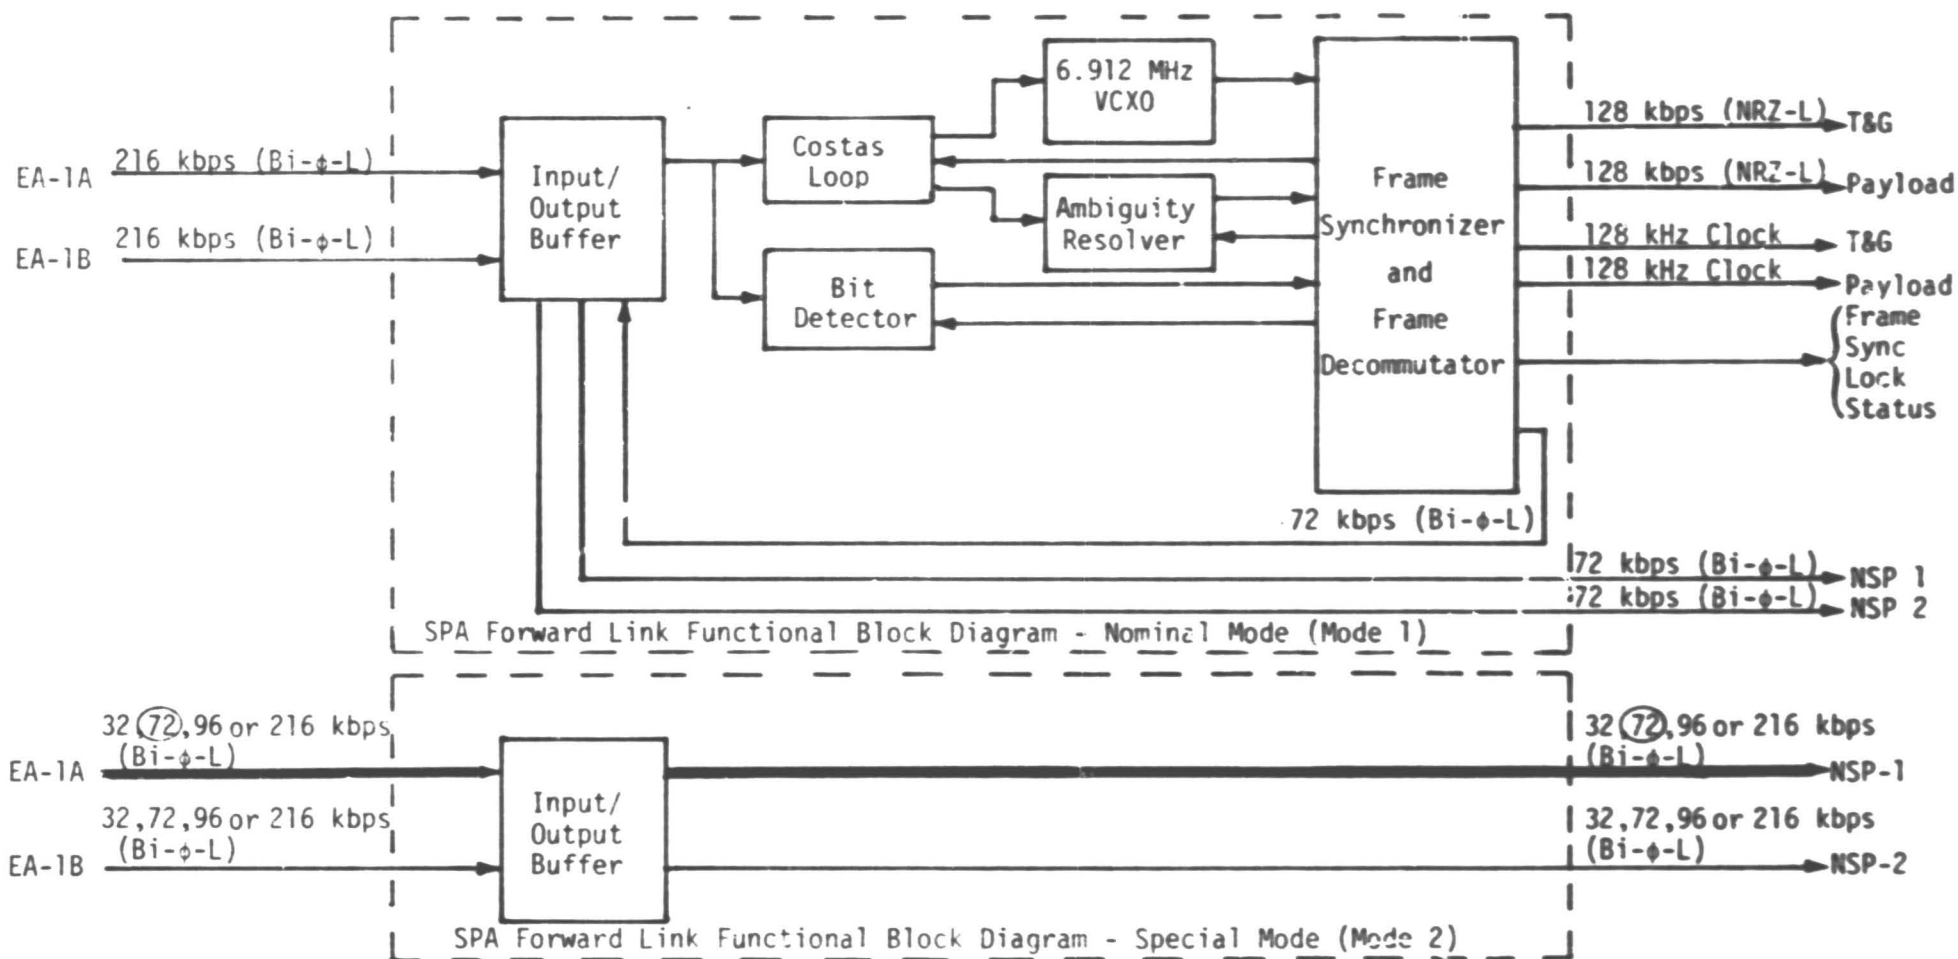 6.912 MHz
VCXO
128 kbps (NRZ-L)
T&G
216 kbps (Bi-φ-L)
EA-1A
Input/
Output
Buffer
Costas
Loop
Ambiguity
Resolver
Frame
Synchronizer
and
Frame
Decommutator
128 kbps (NRZ-L)
Payload
216 kbps (Bi-φ-L)
EA-1B
Bit
Detector
128 kHz Clock
T&G
128 kHz Clock
Payload
Frame
Sync
Lock
Status
72 kbps (Bi-φ-L)
72 kbps (Bi-φ-L)
NSP 1
72 kbps (Bi-φ-L)
NSP 2
SPA Forward Link Functional Block Diagram - Nominal Mode (Mode 1)
32,72,96 or 216 kbps
(Bi-φ-L)
EA-1A
32,72,96 or 216 kbps
(Bi-φ-L)
NSP-1
Input/
Output
Buffer
32,72,96 or 216 kbps
(Bi-φ-L)
EA-1B
32,72,96 or 216 kbps
(Bi-φ-L)
NSP-2
SPA Forward Link Functional Block Diagram - Special Mode (Mode 2)